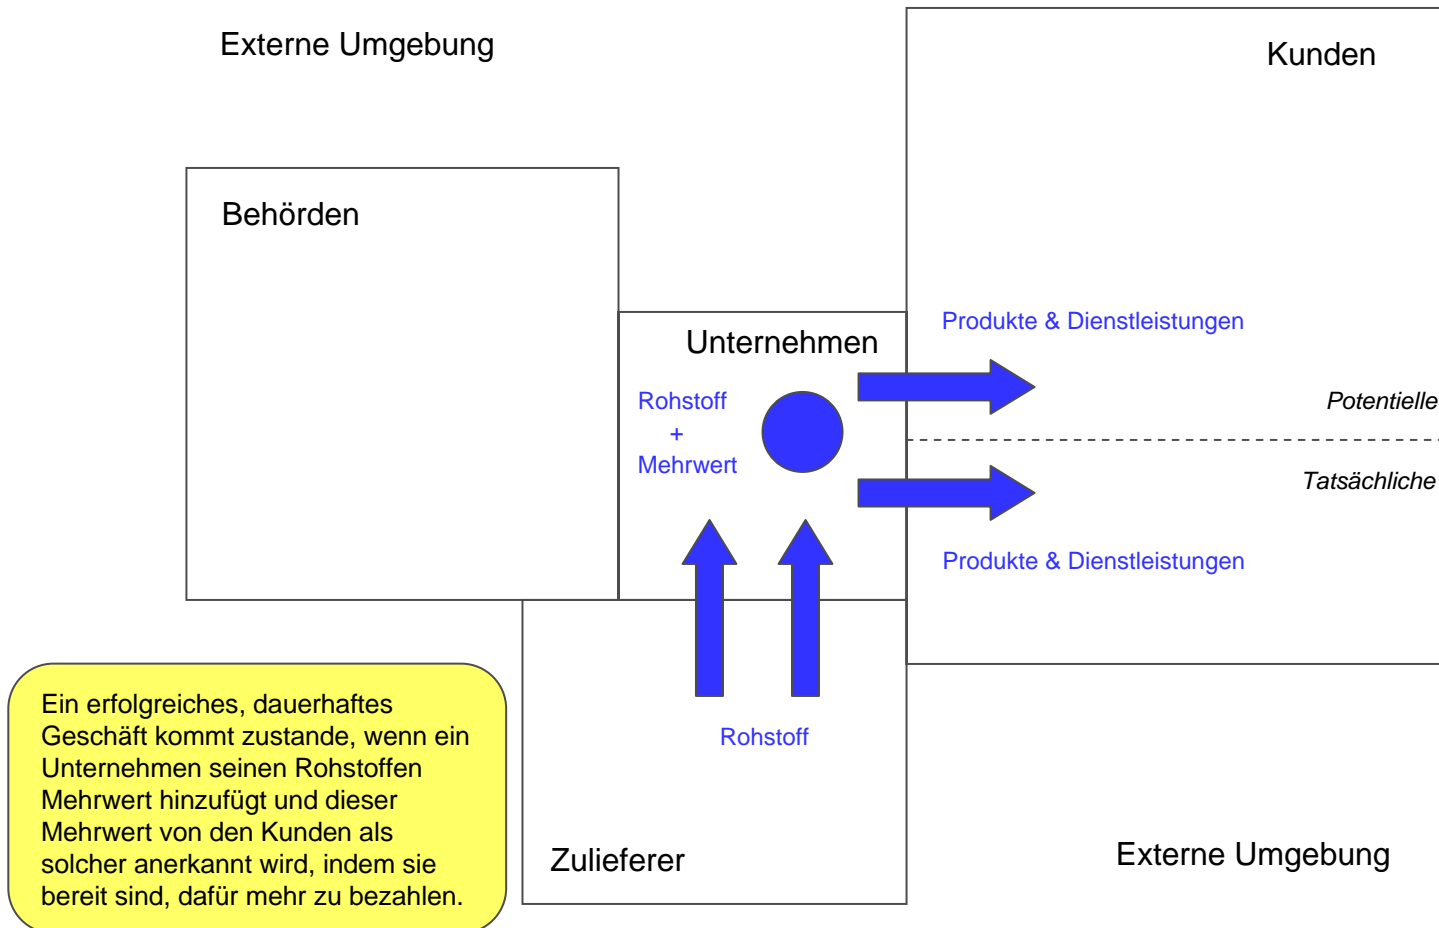 Externe Umgebung
Kunden
Behörden
Unternehmen
Produkte & Dienstleistungen
Rohstoff
+
Mehrwert
Potentielle
Tatsächliche
Produkte & Dienstleistungen
Rohstoff
Ein erfolgreiches, dauerhaftes
Geschäft kommt zustande, wenn ein
Unternehmen seinen Rohstoffen
Mehrwert hinzufügt und dieser
Mehrwert von den Kunden als
solcher anerkannt wird, indem sie
bereit sind, dafür mehr zu bezahlen.
Zulieferer
Externe Umgebung